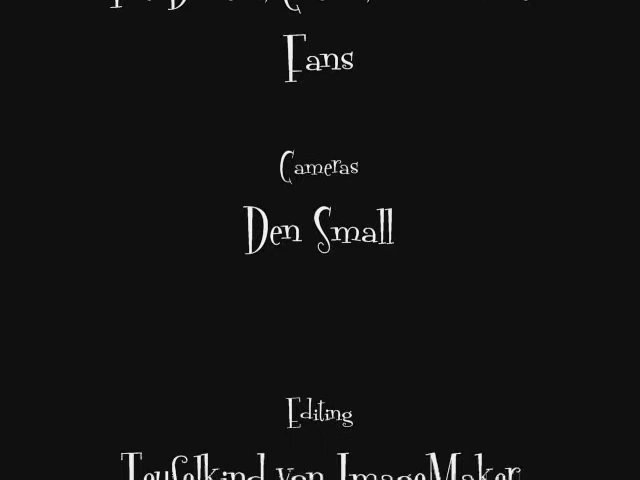 Fans
Cameras
Den Small
Editing
Teufelkind von ImageMaker